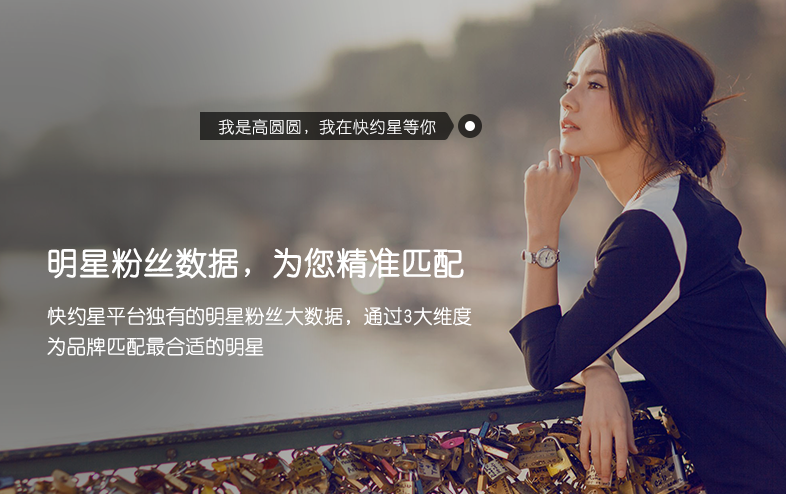 我是高圆圆，我在快约星等你
明星粉丝数据，为您精准匹配
快约星平台独有的明星粉丝大数据，通过3大维度
为品牌匹配最合适的明星